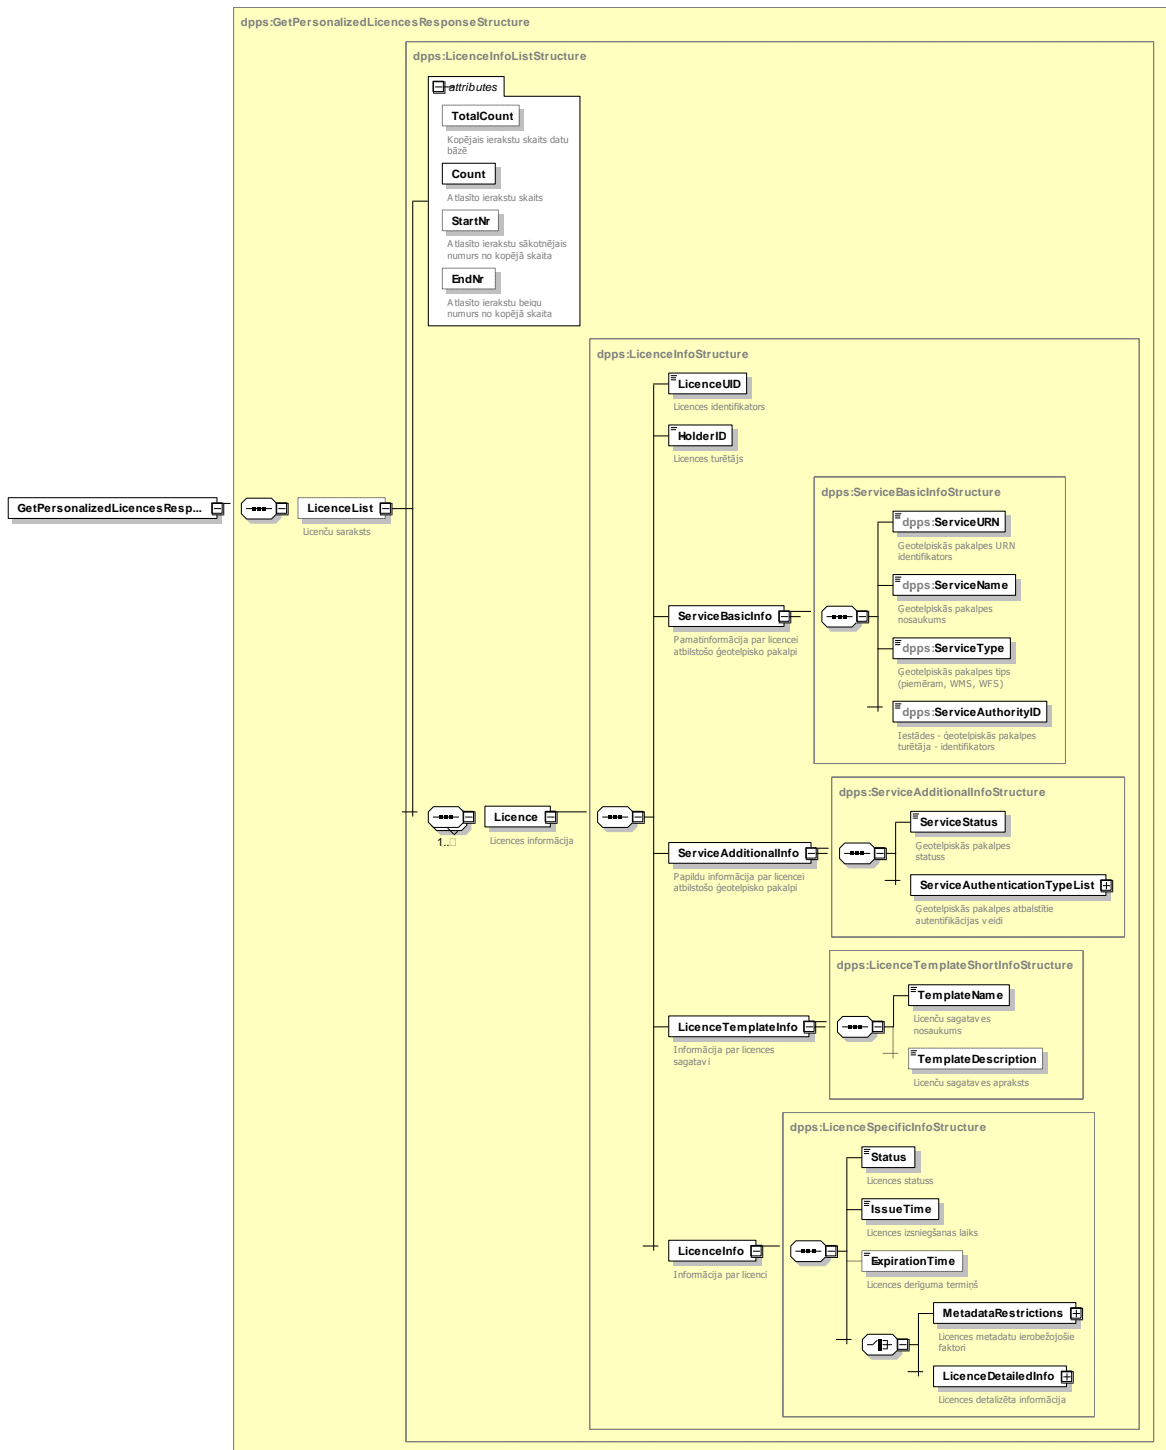 dpps:GetPersonalizedLicencesResponseStructure
dpps:LicenceInfoListStructure
attributes
TotalCount
Kopējais ierakstu skaits datu
bāzē
Count
Atlasīto ierakstu skaits
StartNr
Atlasīto ierakstu sākotnējais
numurs no kopējā skaita
EndNr
Atlasīto ierakstu beigu
numurs no kopējā skaita
dpps:LicenceInfoStructure
LicenceUID
Licences identifikators
HolderID
Licences turētājs
GetPersonalizedLicencesResp...
LicenceList
Licenču saraksts
dpps:ServiceBasicInfoStructure
dpps:ServiceURN
Ģeotelpiskās pakalpes URN
identifikators
dpps:ServiceName
Ģeotelpiskās pakalpes
nosaukums
ServiceBasicInfo
Pamatinformācija par licencei
atbilstošo ģeotelpisko pakalpi
dpps:ServiceType
Ģeotelpiskās pakalpes tips
(piemēram, WMS, WFS)
dpps:ServiceAuthorityID
Iestādes - ģeotelpiskās pakalpes
turētāja - identifikators
1..
Licence
Licences informācija
dpps:ServiceAdditionalInfoStructure
ServiceStatus
Ģeotelpiskās pakalpes
statuss
ServiceAdditionalInfo
Papildu informācija par licencei
atbilstošo ģeotelpisko pakalpi
ServiceAuthenticationTypeList
Ģeotelpiskās pakalpes atbalstītie
autentifikācijas veidi
dpps:LicenceTemplateShortInfoStructure
TemplateName
Licenču sagataves
nosaukums
LicenceTemplateInfo
Informācija par licences
sagatavi
TemplateDescription
Licenču sagataves apraksts
dpps:LicenceSpecificInfoStructure
Status
Licences statuss
IssueTime
Licences izsniegšanas laiks
LicenceInfo
Informācija par licenci
ExpirationTime
Licences derīguma termiņš
MetadataRestrictions
Licences metadatu ierobežojošie
faktori
LicenceDetailedInfo
Licences detalizēta informācija